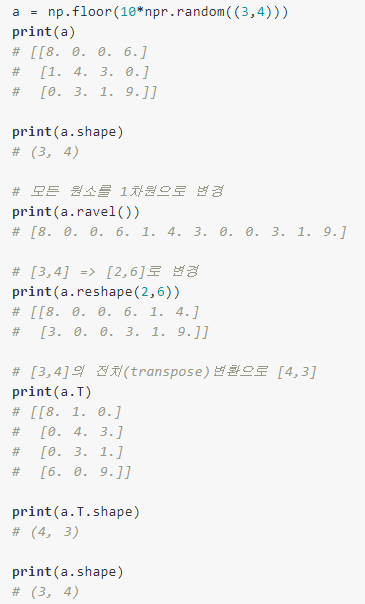 a = np.floor(10*npr.random((3,4)))
print(a)
# [[8. 0. 0. 6.]
#  [1. 4. 3. 0.]
#  [0. 3. 1. 9.]]
print(a.shape)
# (3, 4)
# 모든 원소를 1차원으로 변경
print(a.ravel())
# [8. 0. 0. 6. 1. 4. 3. 0. 0. 3. 1. 9.]
# [3,4] => [2,6]로 변경
print(a.reshape(2,6))
# [[8. 0. 0. 6. 1. 4.]
#  [3. 0. 0. 3. 1. 9.]]
# [3,4]의 전치(transpose)변환으로 [4,3]
print(a.T)
# [[8. 1. 0.]
#  [0. 4. 3.]
#  [0. 3. 1.]
#  [6. 0. 9.]]
print(a.T.shape)
# (4, 3)
print(a.shape)
# (3, 4)